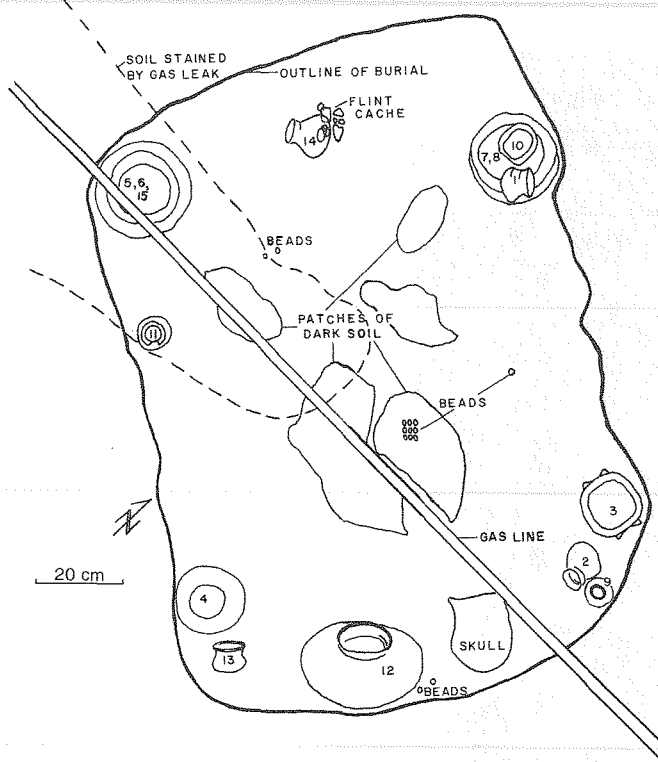 SOIL STAINED
BY GAS LEAK
OUTLINE OF BURIAL
FLINT
CACHE
14
10
7,8
1
5,6,
15
BEADS
11
PATCHES OF
DARK SOIL
BEADS
3
N
GAS LINE
2
9
20 cm
4
SKULL
13
12
BEADS